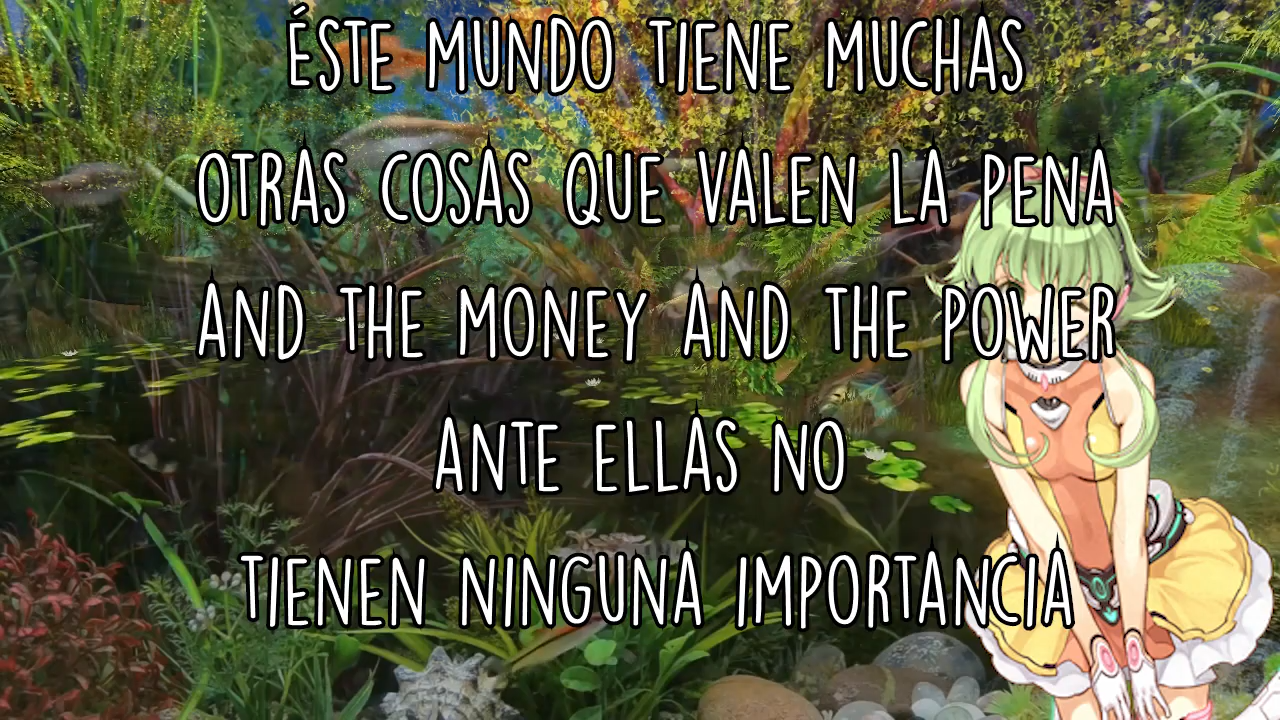 ÉSTE MUNDO TIENE MUCHAS
OTRAS COSAS QUE VALEN LA PENA
AND THE MONEY AND THE POWER
ANTE ELLAS NO
TIENEN NINGUNA IMPORTANCIA